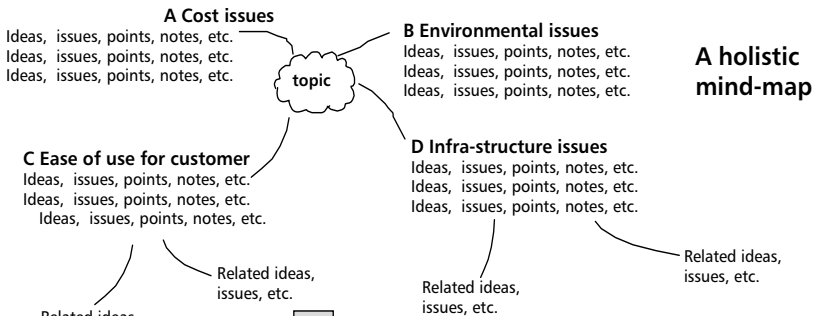 A Cost issues
Ideas, issues, points, notes, etc.
Ideas, issues, points, notes, etc.
Ideas, issues, points, notes, etc.
B Environmental issues
Ideas, issues, points, notes, etc.
Ideas, issues, points, notes, etc.
Ideas, issues, points, notes, etc.
A holistic
mind-map
topic
C Ease of use for customer
Ideas, issues, points, notes, etc.
Ideas, issues, points, notes, etc.
Ideas, issues, points, notes, etc.
D Infra-structure issues
Ideas, issues, points, notes, etc.
Ideas, issues, points, notes, etc.
Ideas, issues, points, notes, etc.
Related ideas,
issues, etc.
Related ideas,
issues, etc.
Related ideas,
issues, etc.
Related ideas